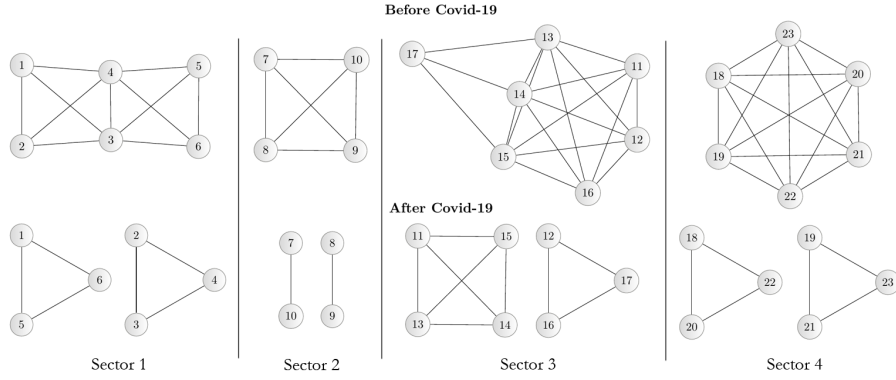 Before Covid-19
1 4 5 2 3 6
7 10 8 9
17 13 11 14 15 12 16
23 18 20 19 21 22
After Covid-19
1 6 5 2 4 3
7 8 10 9
11 15 13 14 12 17 16
18 22 20 19 23 21
Sector 1
Sector 2
Sector 3
Sector 4